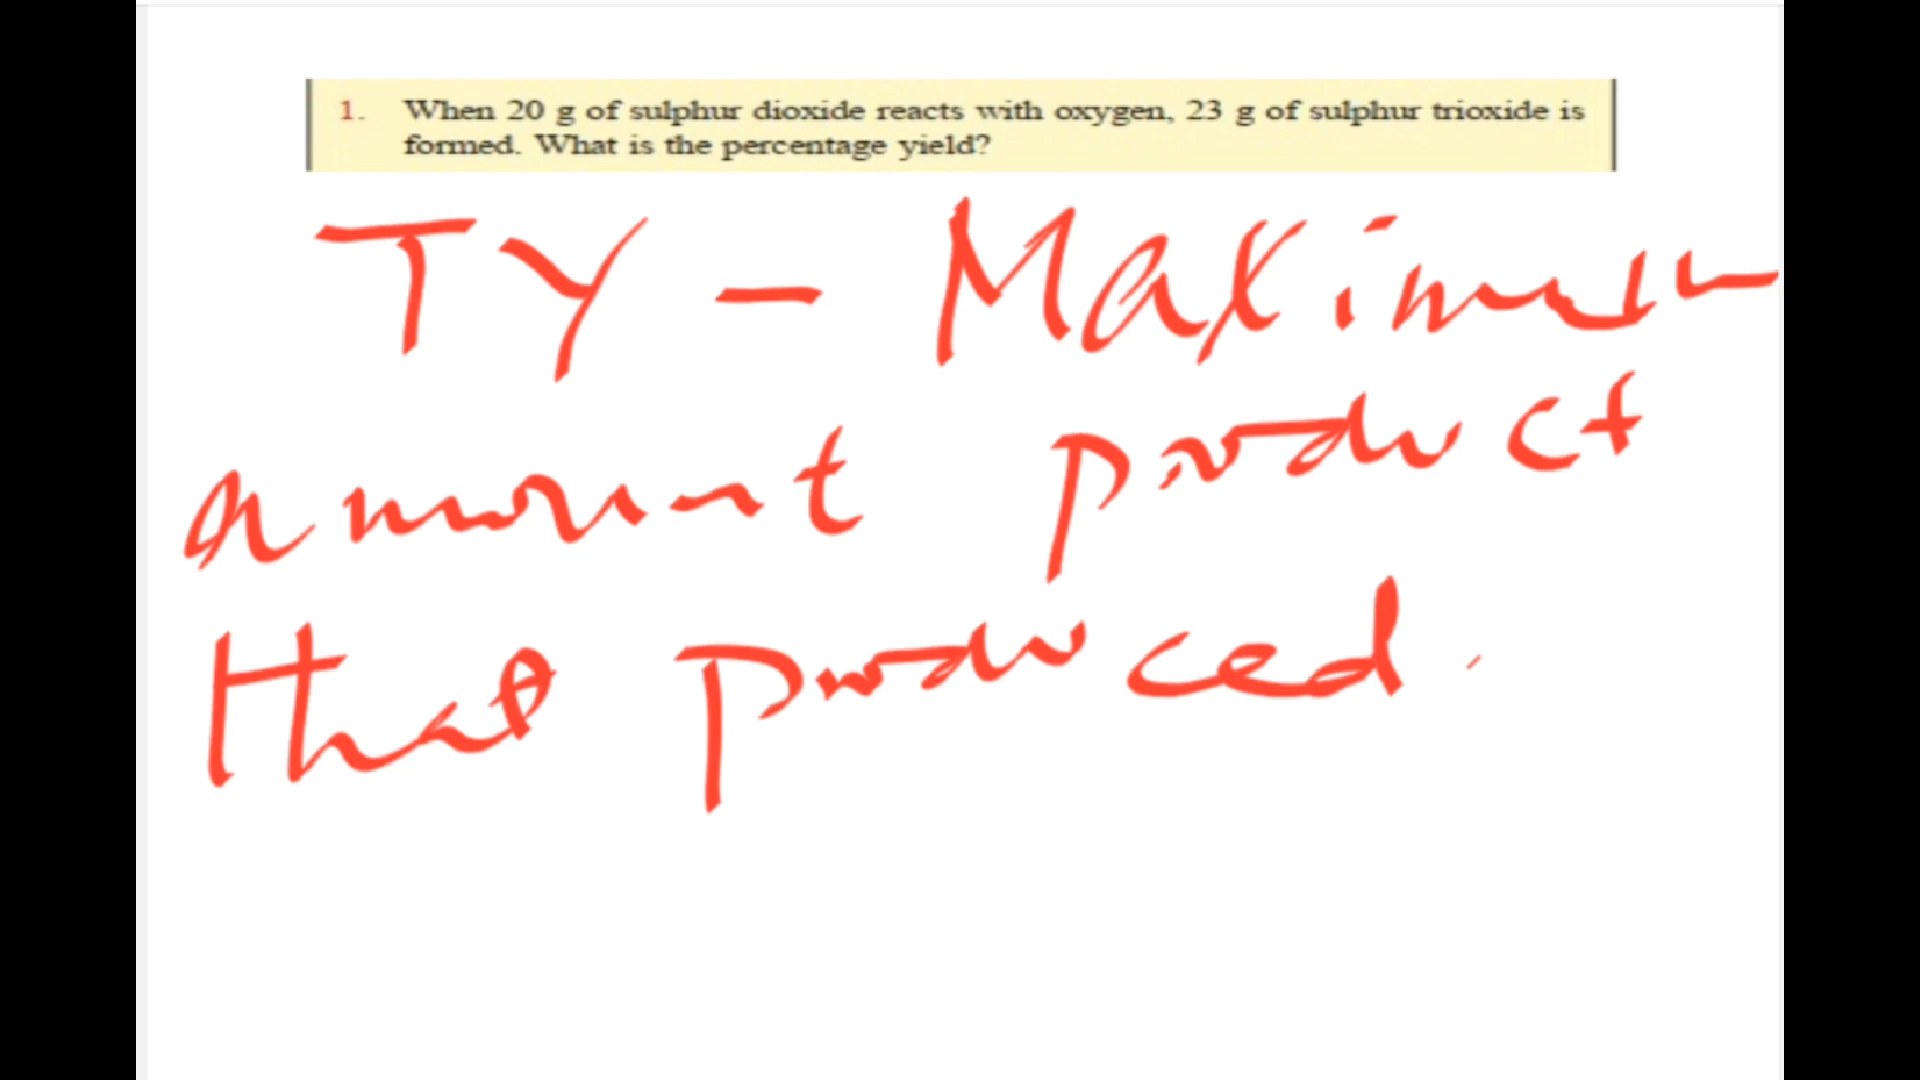 1. When 20 g of sulphur dioxide reacts with oxygen, 23 g of sulphur trioxide is
formed. What is the percentage yield?
TY - Maximum
amount product
that produced.